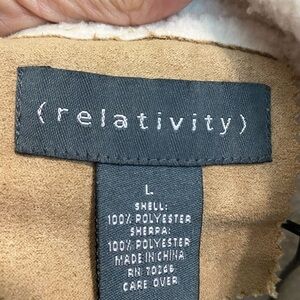 (relativity)
L
SHELL:
100% POLYESTER
SHERPA:
100% POLYESTER
MADE IN CHINA
RN 70266
CARE OVER